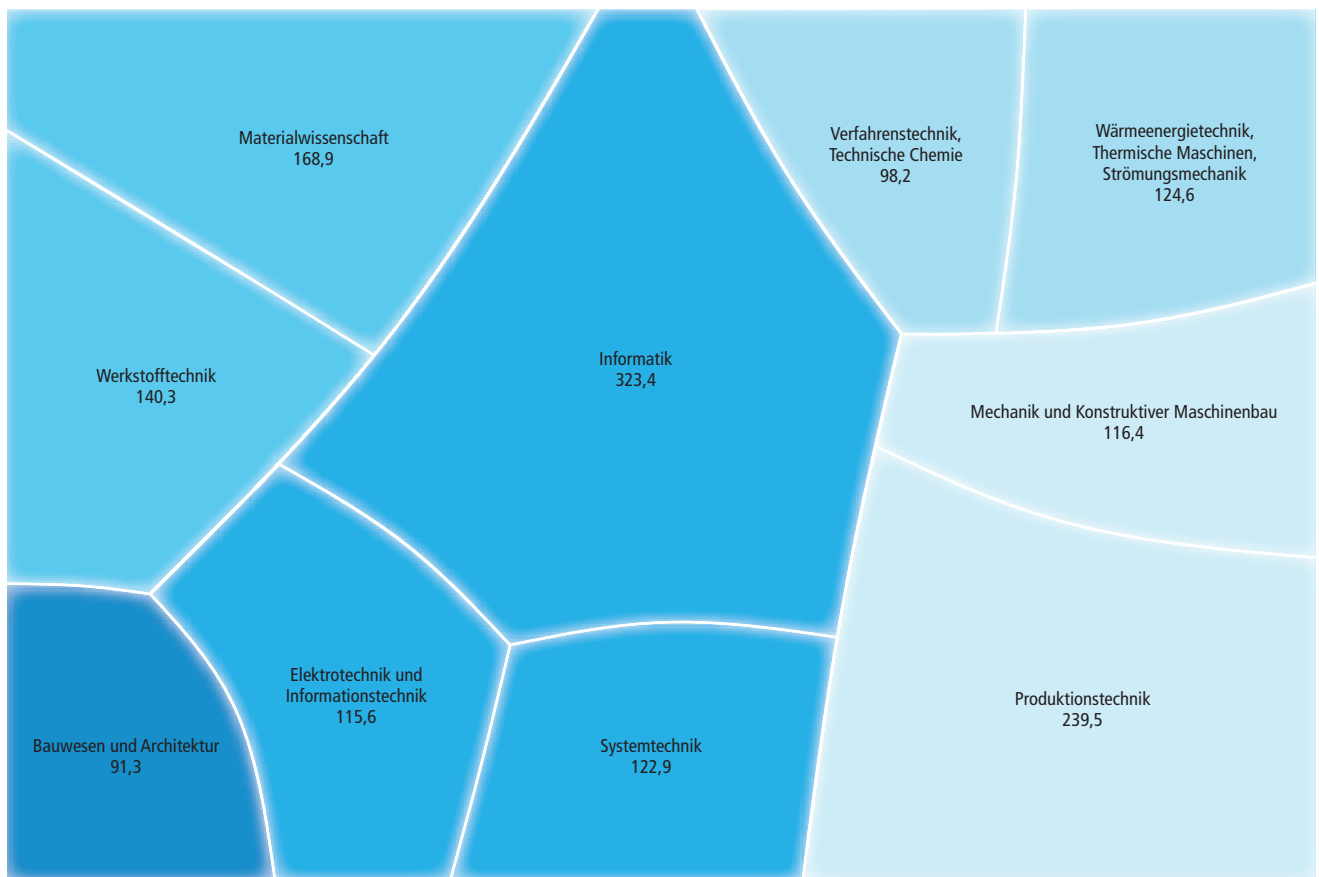 Materialwissenschaft
168,9
Verfahrenstechnik,
Technische Chemie
98,2
Wärmeenergietechnik,
Thermische Maschinen,
Strömungsmechanik
124,6
Werkstofftechnik
140,3
Informatik
323,4
Mechanik und Konstruktiver Maschinenbau
116,4
Elektrotechnik und
Informationstechnik
115,6
Produktionstechnik
239,5
Bauwesen und Architektur
91,3
Systemtechnik
122,9